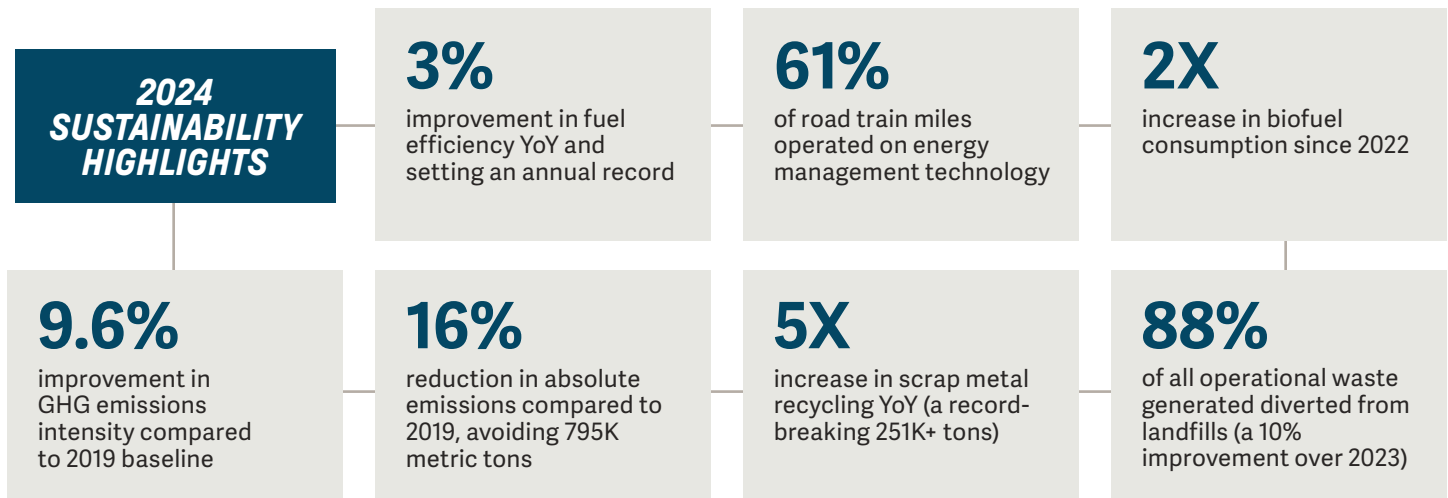 2024
SUSTAINABILITY
HIGHLIGHTS
3%
improvement in fuel
efficiency YoY and
setting an annual record
61%
of road train miles
operated on energy
management technology
2X
increase in biofuel
consumption since 2022
9.6%
improvement in
GHG emissions
intensity compared
to 2019 baseline
16%
reduction in absolute
emissions compared to
2019, avoiding 795K
metric tons
5X
increase in scrap metal
recycling YoY (a record-
breaking 251K+ tons)
88%
of all operational waste
generated diverted from
landfills (a 10%
improvement over 2023)